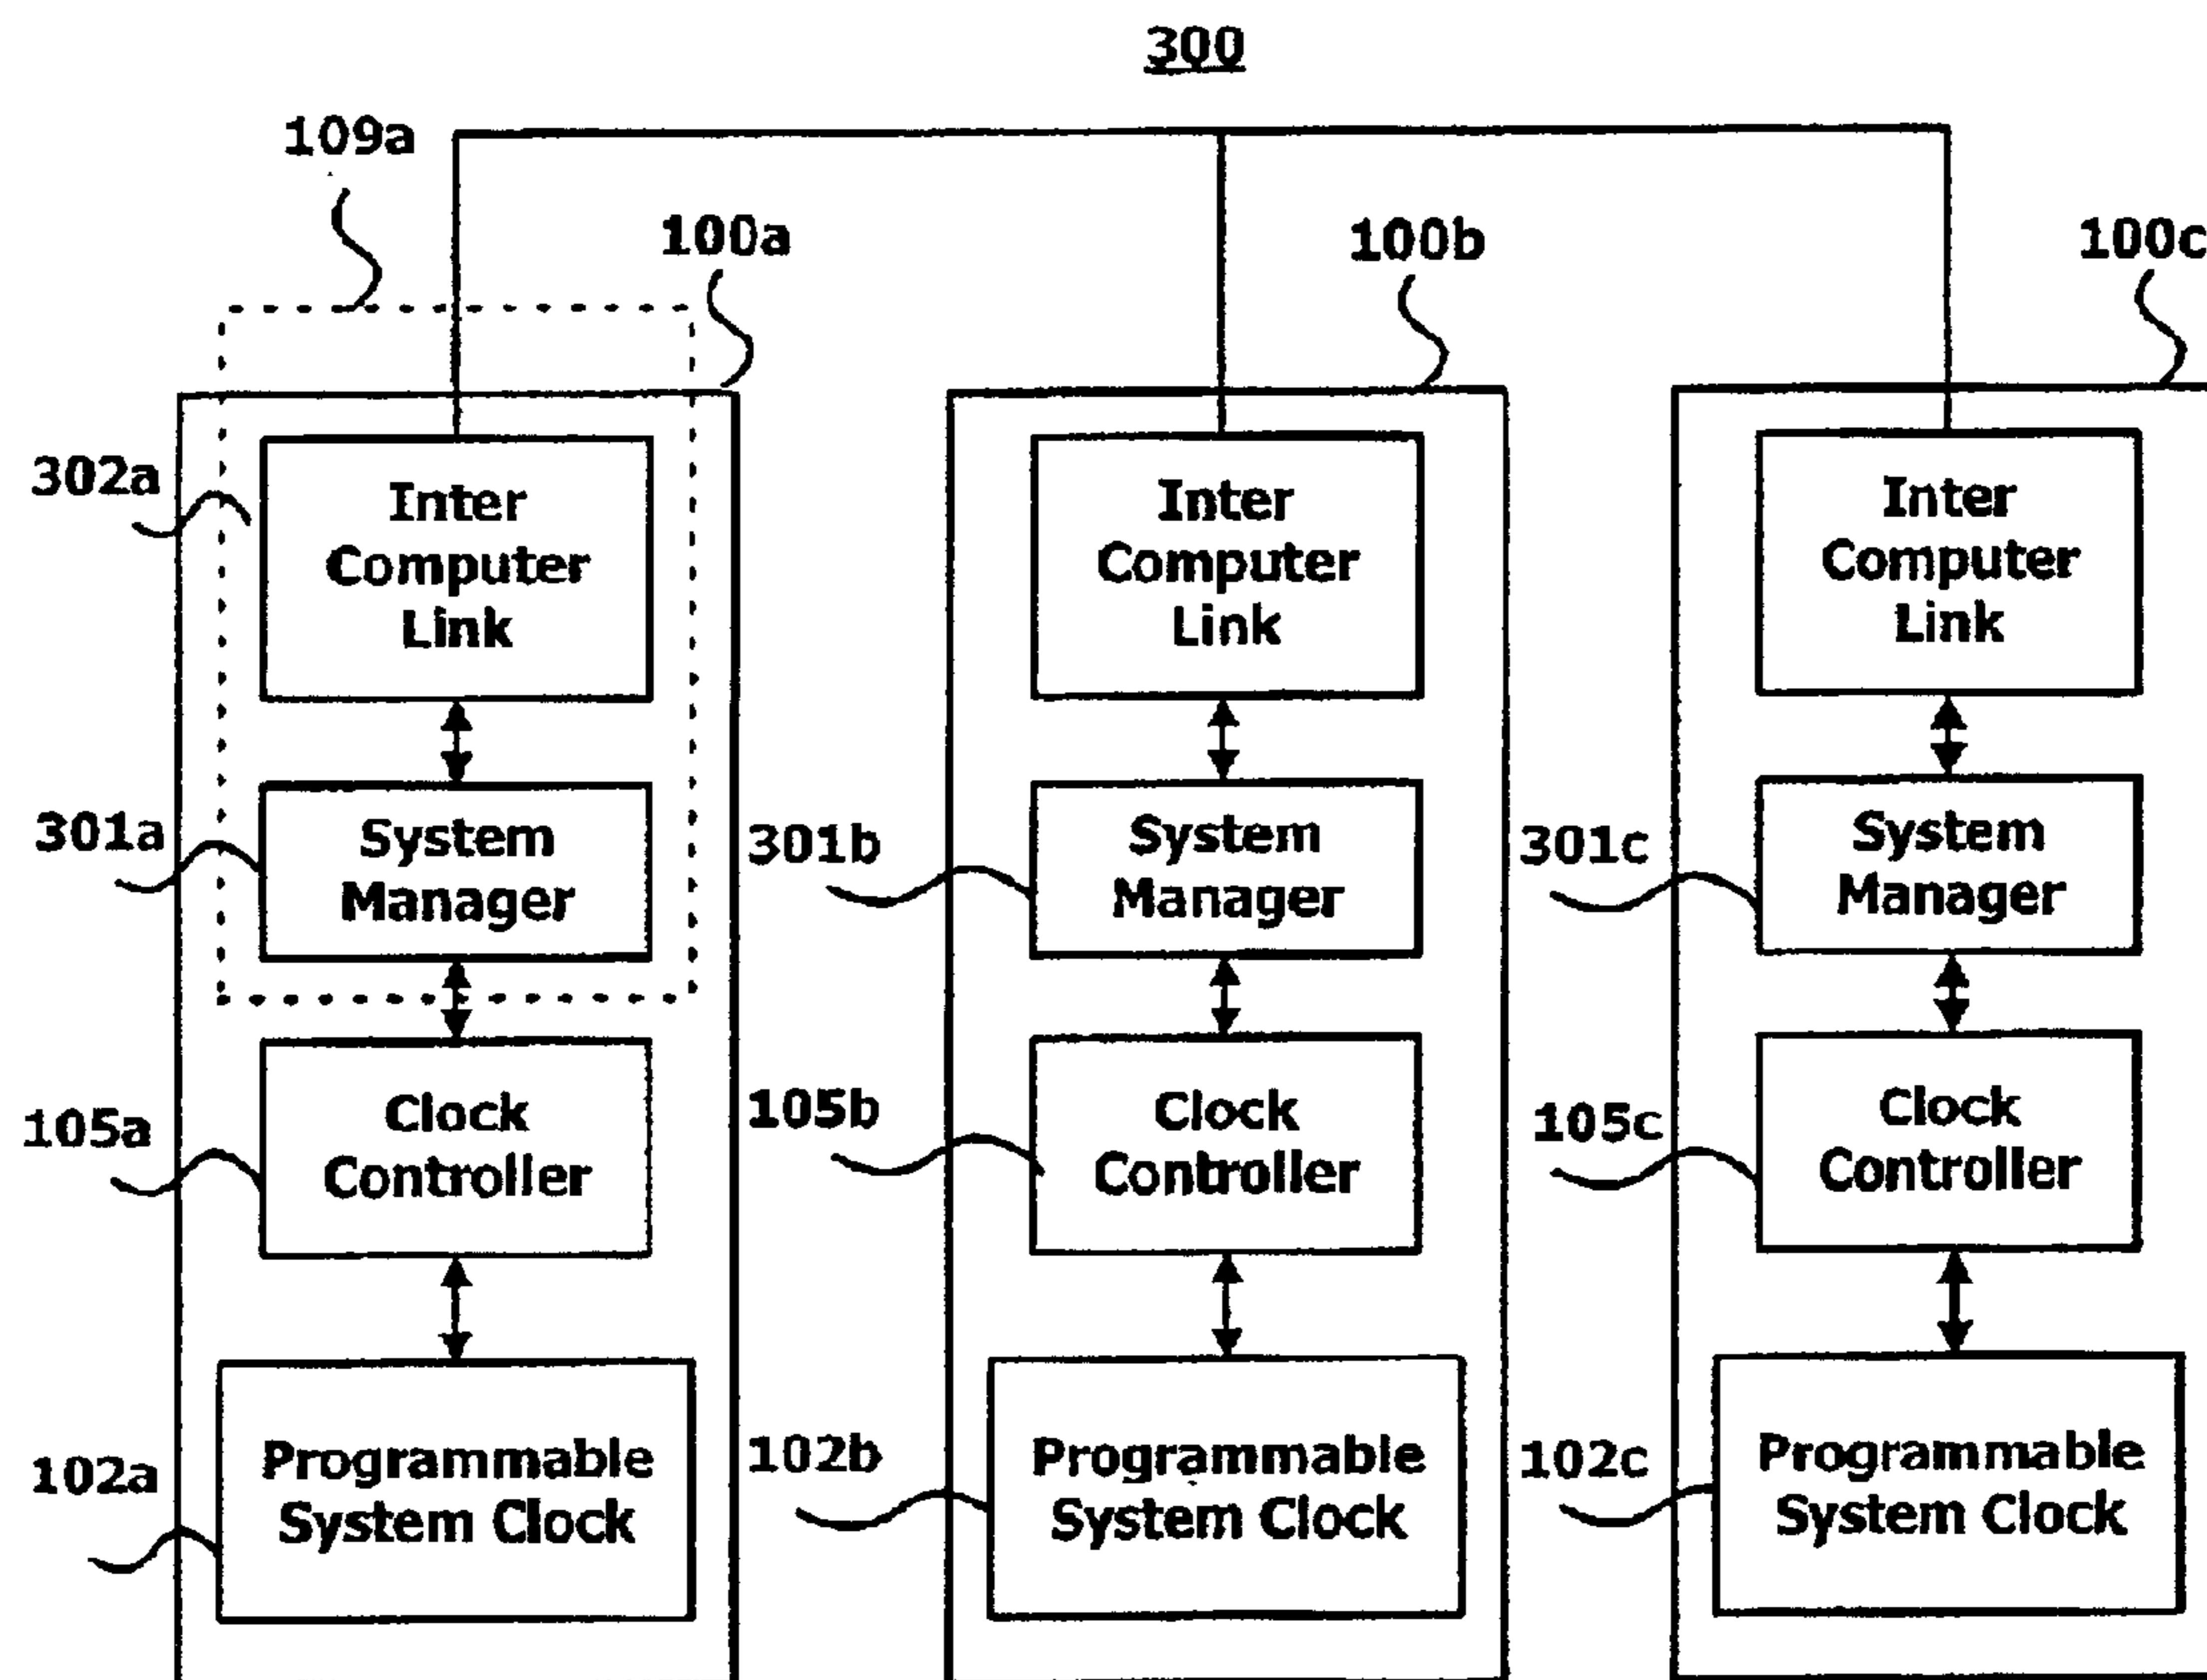 300
109a
100a
100b
100c
302a
Inter
Computer
Link
Inter
Computer
Link
Inter
Computer
Link
301a
System
Manager
301b
System
Manager
301c
System
Manager
105a
Clock
Controller
105b
Clock
Controller
105c
Clock
Controller
102a
Programmable
System Clock
102b
Programmable
System Clock
102c
Programmable
System Clock